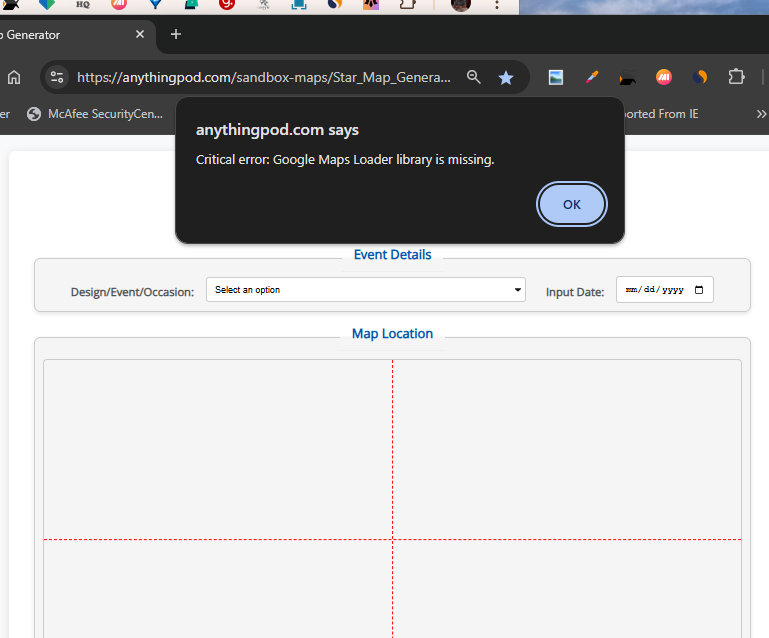 HQ
g.
Generator
https://anythingpod.com/sandbox-maps/Star_Map_Genera...
er
McAfee SecurityCen...
orted From IE
anythingpod.com says
Critical error: Google Maps Loader library is missing.
OK
Event Details
Design/Event/Occasion:
Select an option
Input Date:
mm/dd/yyyy
Map Location